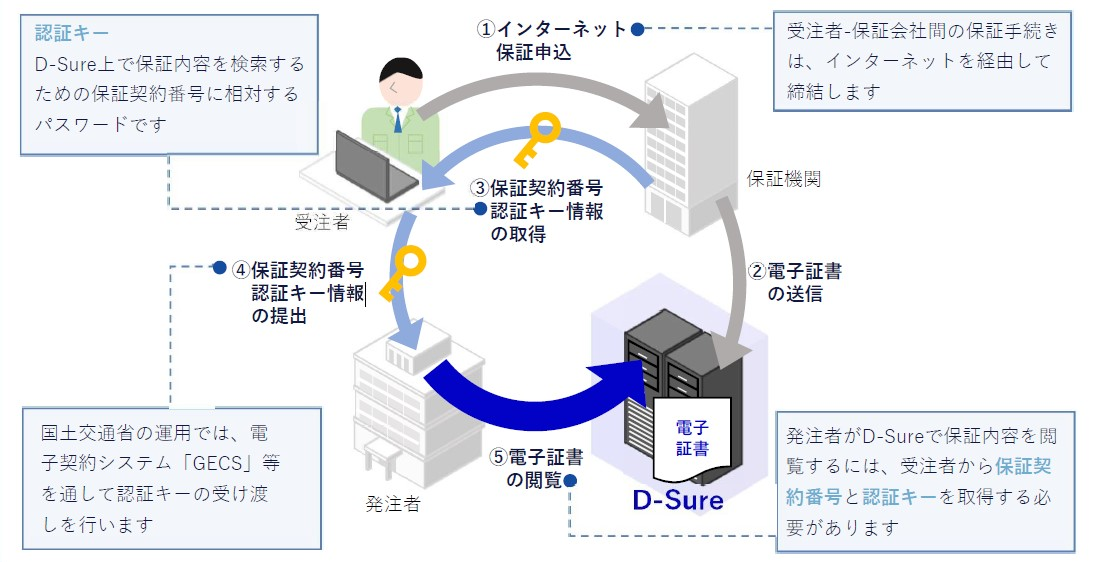 認証キー
D-Sure上で保証内容を検索する
ための保証契約番号に相対する
パスワードです
①インターネット
保証申込
受注者-保証会社間の保証手続き
は、インターネットを経由して
締結します
保証機関
③保証契約番号
認証キー情報
の取得
受注者
④保証契約番号
認証キー情報
の提出
②電子証書
の送信
国土交通省の運用では、電
子契約システム「GECS」等
を通して認証キーの受け渡
しを行います
発注者
⑤電子証書
の閲覧
電子
証書
D-Sure
発注者がD-Sureで保証内容を閲
覧するには、受注者から保証契
約番号と認証キーを取得する必
要があります